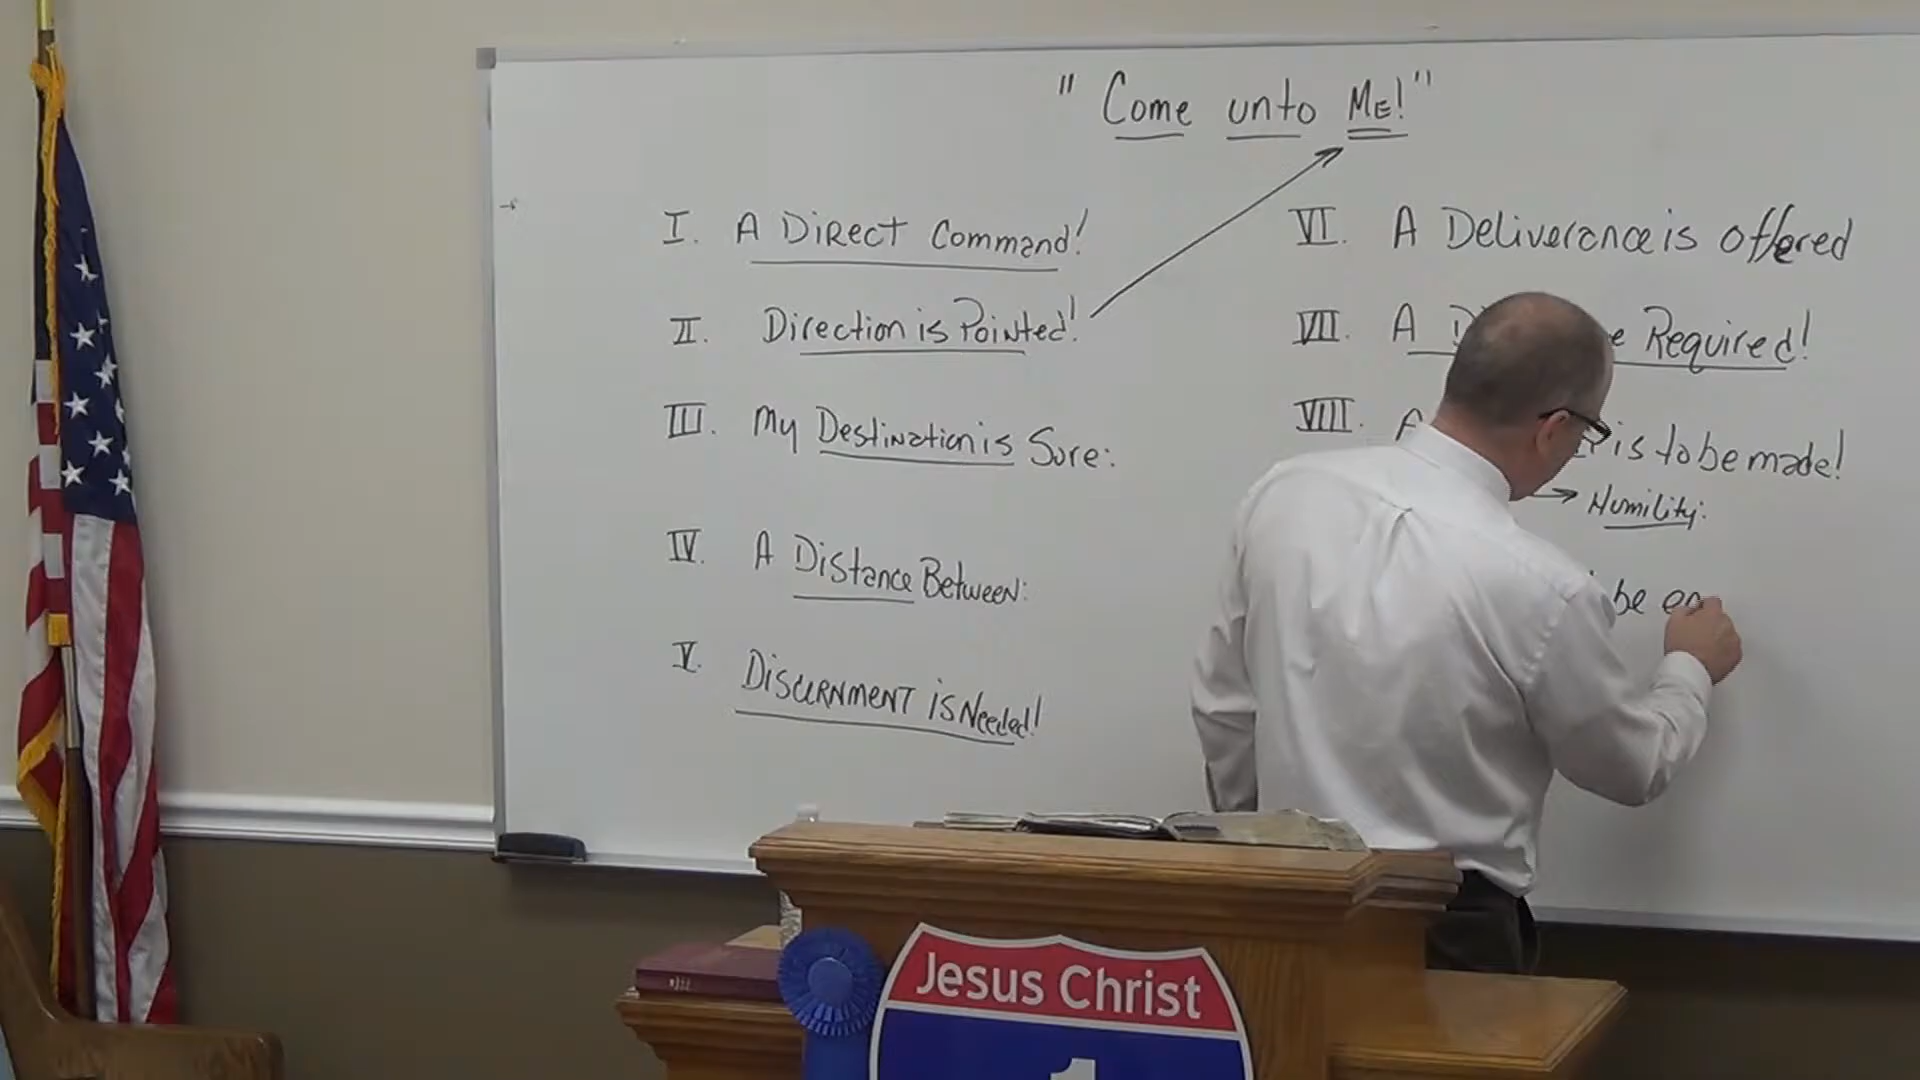 "Come unto Me!"
I. A Direct Command!
II. Direction is Pointed!
III. My Destination is Sure:
IV. A Distance Between:
V. Discernment is Needed!
VI. A Deliverance is offered
VII. A Required!
VIII. A is to be made!
→ Humility:
be
Jesus Christ
1